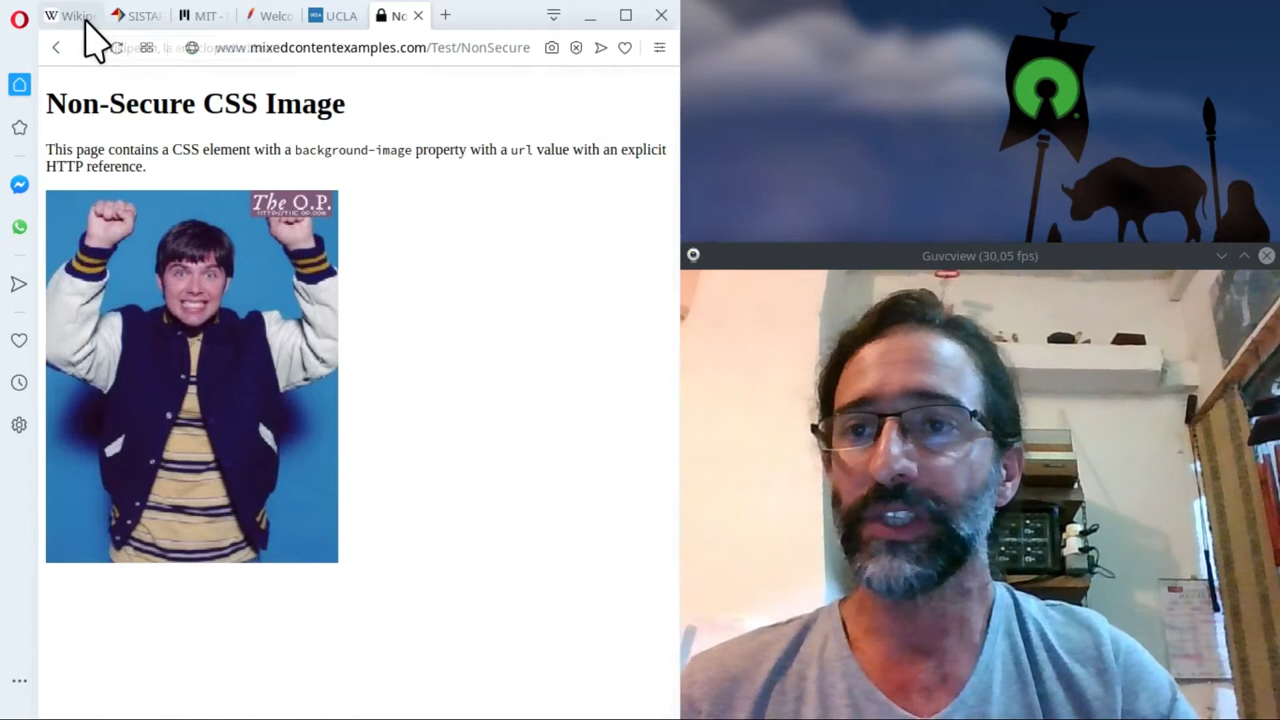 Wikip
SISTA
MIT -
Welco
UCLA
No
www.mixedcontentexamples.com/Test/NonSecure
Non-Secure CSS Image
This page contains a CSS element with a background-image property with a url value with an explicit
HTTP reference.
The O.P.
Guvcview (30,05 fps)